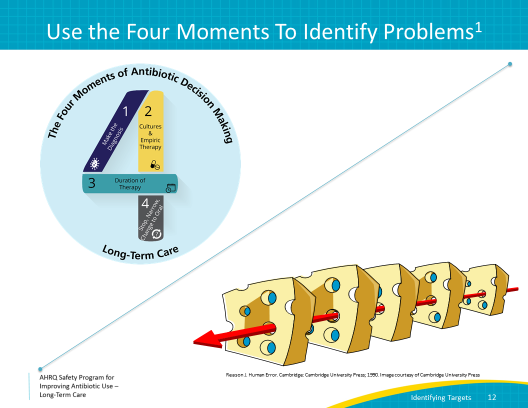 Use the Four Moments To Identify Problems1
The Four Moments of Antibiotic Decision Making
1
Make the
Diagnosis
2
Cultures
&
Empiric
Therapy
3
Duration of
Therapy
4
Stop, Narrow,
Change to Oral
Long-Term Care
Reason J. Human Error. Cambridge: Cambridge University Press; 1990. Image courtesy of Cambridge University Press
AHRQ Safety Program for
Improving Antibiotic Use –
Long-Term Care
Identifying Targets 12